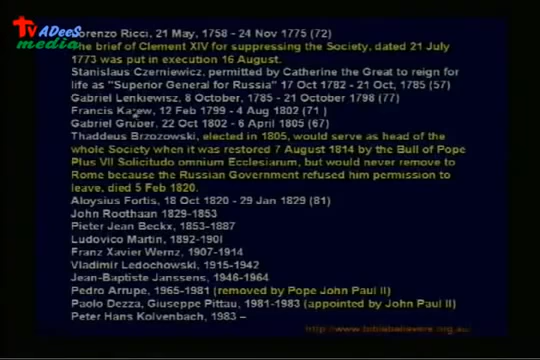 TV ADeeS
media
orenzo Ricci, 21 May, 1758 - 24 Nov 1775 (72)
he brief of Clement XIV for suppressing the Society, dated 21 July
1773 was put in execution 16 August.
Stanislaus Czerniewicz, permitted by Catherine the Great to reign for
life as "Superior General for Russia" 17 Oct 1782 - 21 Oct, 1785 (57)
Gabriel Lenkiewisz, 8 October, 1785 - 21 October 1798 (77)
Francis Karew, 12 Feb 1799 - 4 Aug 1802 (71 )
Gabriel Gruber, 22 Oct 1802 - 6 April 1805 (67)
Thaddeus Brzozowski, elected in 1805, would serve as head of the
whole Society when it was restored 7 August 1814 by the Bull of Pope
Pius VII Solicitudo omnium Ecclesiarum, but would never remove to
Rome because the Russian Government refused him permission to
leave, died 5 Feb 1820.
Aloysius Fortis, 18 Oct 1820 - 29 Jan 1829 (81)
John Roothaan 1829-1853
Pieter Jean Beckx, 1853-1887
Ludovico Martin, 1892-1901
Franz Xavier Wernz, 1907-1914
Vladimir Ledochowski, 1915-1942
Jean-Baptiste Janssens, 1946-1964
Pedro Arrupe, 1965-1981 (removed by Pope John Paul II)
Paolo Dezza, Giuseppe Pittau, 1981-1983 (appointed by John Paul II)
Peter Hans Kolvenbach, 1983 –